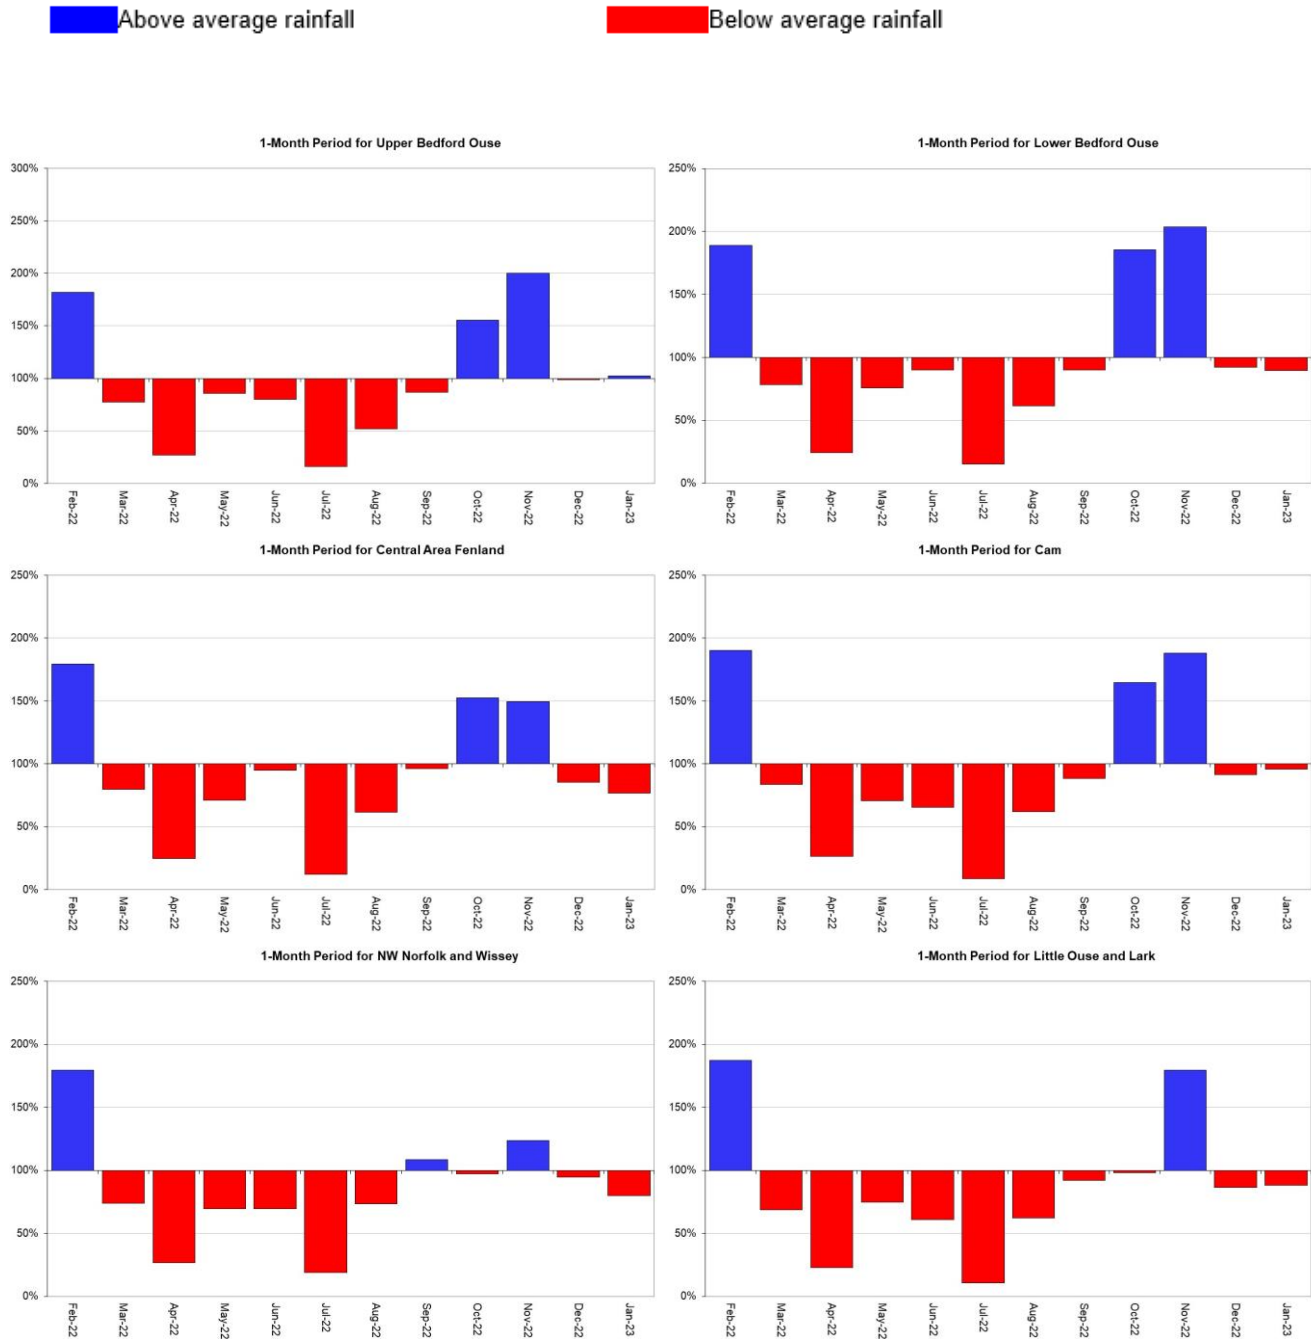 Above average rainfall
Below average rainfall
1-Month Period for Upper Bedford Ouse
300%
250%
200%
150%
100%
50%
0%
Feb-22
Mar-22
Apr-22
May-22
Jun-22
Jul-22
Aug-22
Sep-22
Oct-22
Nov-22
Dec-22
Jan-23
1-Month Period for Lower Bedford Ouse
250%
200%
150%
100%
50%
0%
Feb-22
Mar-22
Apr-22
May-22
Jun-22
Jul-22
Aug-22
Sep-22
Oct-22
Nov-22
Dec-22
Jan-23
1-Month Period for Central Area Fenland
250%
200%
150%
100%
50%
0%
Feb-22
Mar-22
Apr-22
May-22
Jun-22
Jul-22
Aug-22
Sep-22
Oct-22
Nov-22
Dec-22
Jan-23
1-Month Period for Cam
250%
200%
150%
100%
50%
0%
Feb-22
Mar-22
Apr-22
May-22
Jun-22
Jul-22
Aug-22
Sep-22
Oct-22
Nov-22
Dec-22
Jan-23
1-Month Period for NW Norfolk and Wissey
250%
200%
150%
100%
50%
0%
Feb-22
Mar-22
Apr-22
May-22
Jun-22
Jul-22
Aug-22
Sep-22
Oct-22
Nov-22
Dec-22
Jan-23
1-Month Period for Little Ouse and Lark
250%
200%
150%
100%
50%
0%
Feb-22
Mar-22
Apr-22
May-22
Jun-22
Jul-22
Aug-22
Sep-22
Oct-22
Nov-22
Dec-22
Jan-23